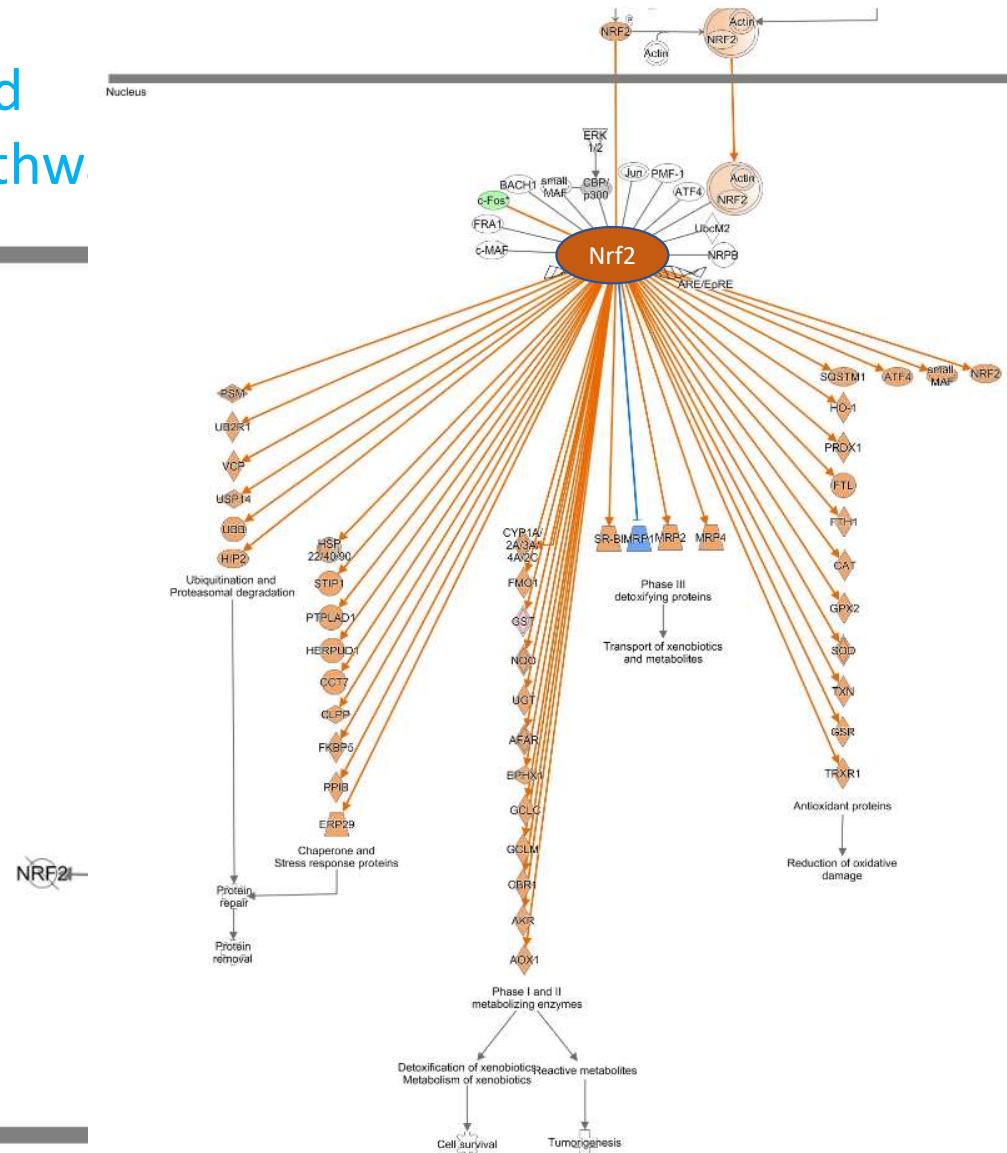 d
thw
Actin
NRF2
P
NRF2
Actin
Nucleus
ERK
1/2
BACH1
small
MAF
CBP/
p300
Jun
PMF-1
ATF4
Actin
NRF2
c-Fos*
FRA1
UbcM2
c-MAF
Nrf2
NRPB
ARE/EpRE
PSM
UB2R1
VCP
USP14
UBB
HIP2
Ubiquitination and
Proteasomal degradation
HSP
22/40/90
STIP1
PTPLAD1
HERPUD1
CCT7
CLPP
FKBP5
PPIB
ERP29
Chaperone and
Stress response proteins
Protein
repair
Protein
removal
CYP1A/
2A/3A/
4A/2C
FMO1
GST
NQO
UGT
AFAR
EPHX1
GCLC
GCLM
CBR1
AKR
AOX1
Phase I and II
metabolizing enzymes
Detoxification of xenobiotics
Metabolism of xenobiotics
Reactive metabolites
Cell survival
Tumorigenesis
SR-BI
MRP1
MRP2
MRP4
Phase III
detoxifying proteins
Transport of xenobiotics
and metabolites
SQSTM1
ATF4
small
MAF
NRF2
HO-1
PRDX1
FTL
FTH1
CAT
GPX2
SOD
TXN
GSR
TRXR1
Antioxidant proteins
Reduction of oxidative
damage
NRF2